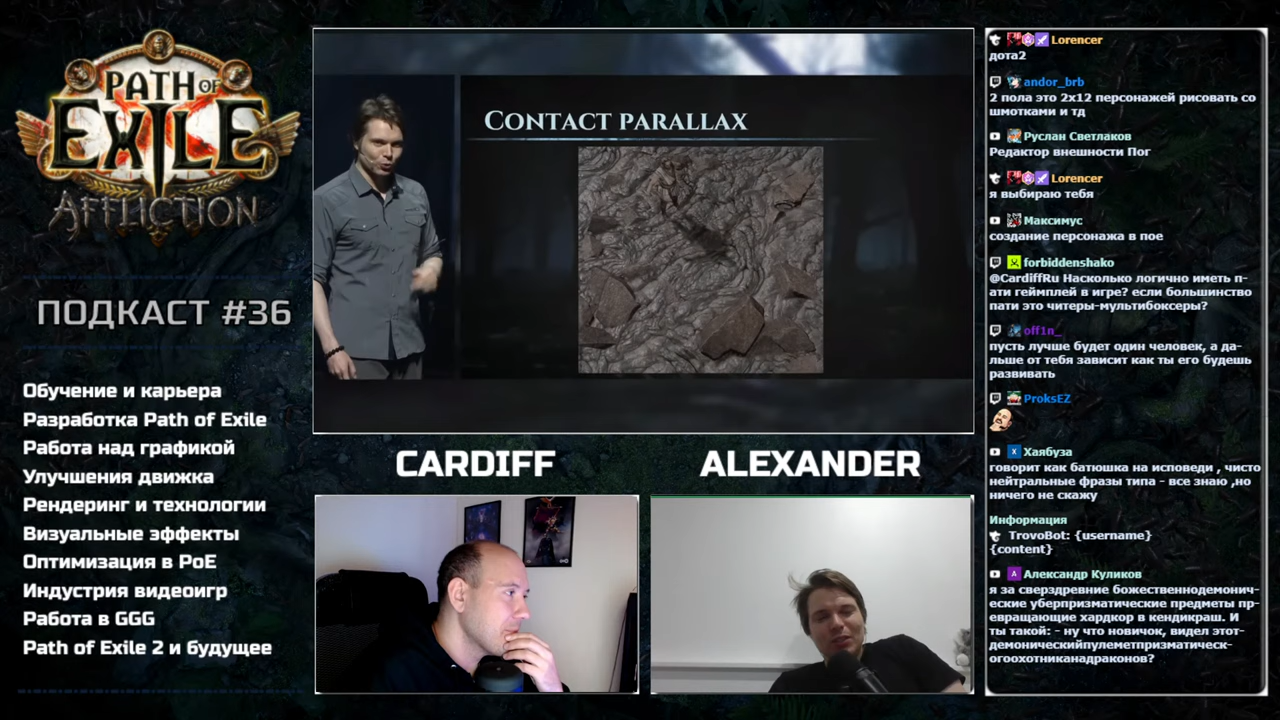 PATH OF
EXILE
AFFLICTION
ПОДКАСТ #36
Обучение и карьера
Разработка Path of Exile
Работа над графикой
Улучшения движка
Рендеринг и технологии
Визуальные эффекты
Оптимизация в PoE
Индустрия видеоигр
Работа в GGG
Path of Exile 2 и будущее
CONTACT PARALLAX
CARDIFF
ALEXANDER
Lorencer
дота2
andor_brb
2 пола это 2x12 персонажей рисовать со
шмотками и тд
Руслан Светлаков
Редактор внешности Пог
Lorencer
я выбираю тебя
Максимус
создание персонажа в пое
forbiddenshako
@CardiffRu Насколько логично иметь п-
ати геймплей в игре? если большинство
пати это читеры-мультибоксеры?
off1n_
пусть лучше будет один человек, а да-
льше от тебя зависит как ты его будешь
развивать
ProksEZ
X Хаябуза
говорит как батюшка на исповеди , чисто
нейтральные фразы типа - все знаю ,но
ничего не скажу
Информация
TrovoBot: {username}
{content}
А Александр Куликов
я за сверздревние божественнодемонич-
еские уберпризматические предметы пр-
евращающие хардкор в кендикраш. И
ты такой: - ну что новичок, видел этот-
демоническийпулеметпризматическ-
огоохотниканадраконов?